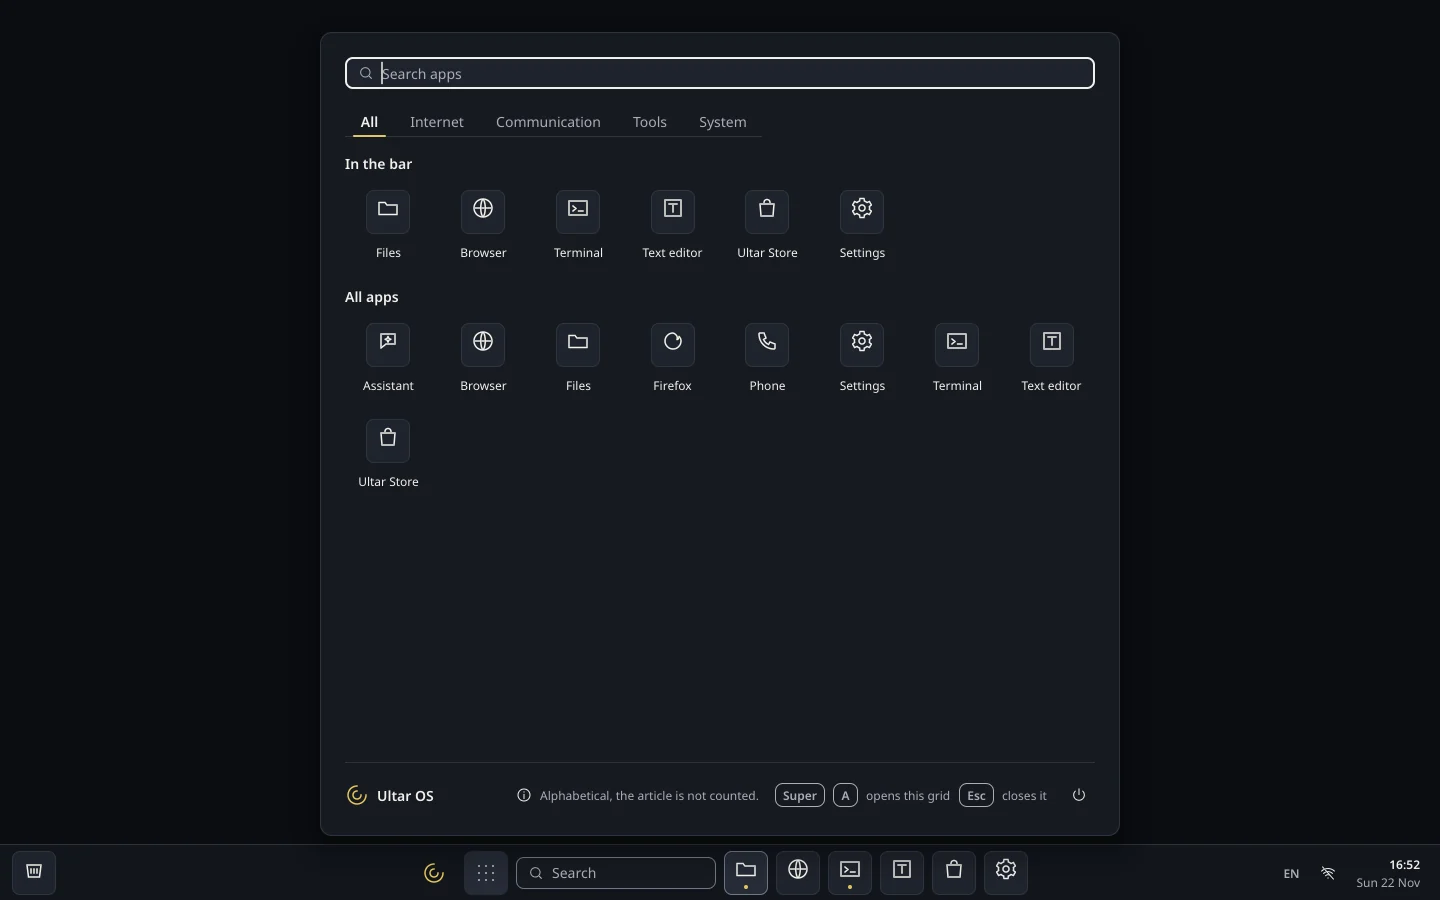 Search apps
All Internet Communication Tools System
In the bar
Files Browser Terminal Text editor Ultar Store Settings
All apps
Assistant Browser Files Firefox Phone Settings Terminal Text editor
Ultar Store
Ultar OS Alphabetical, the article is not counted. Super A opens this grid Esc closes it
Search EN 16:52
Sun 22 Nov